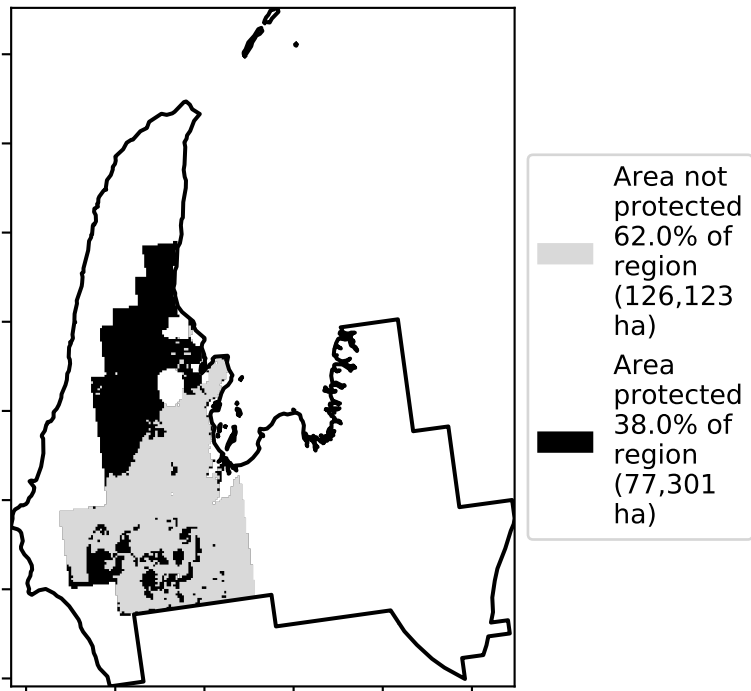 Area not
protected
62.0% of
region
(126,123
ha)
Area
protected
38.0% of
region
(77,301
ha)